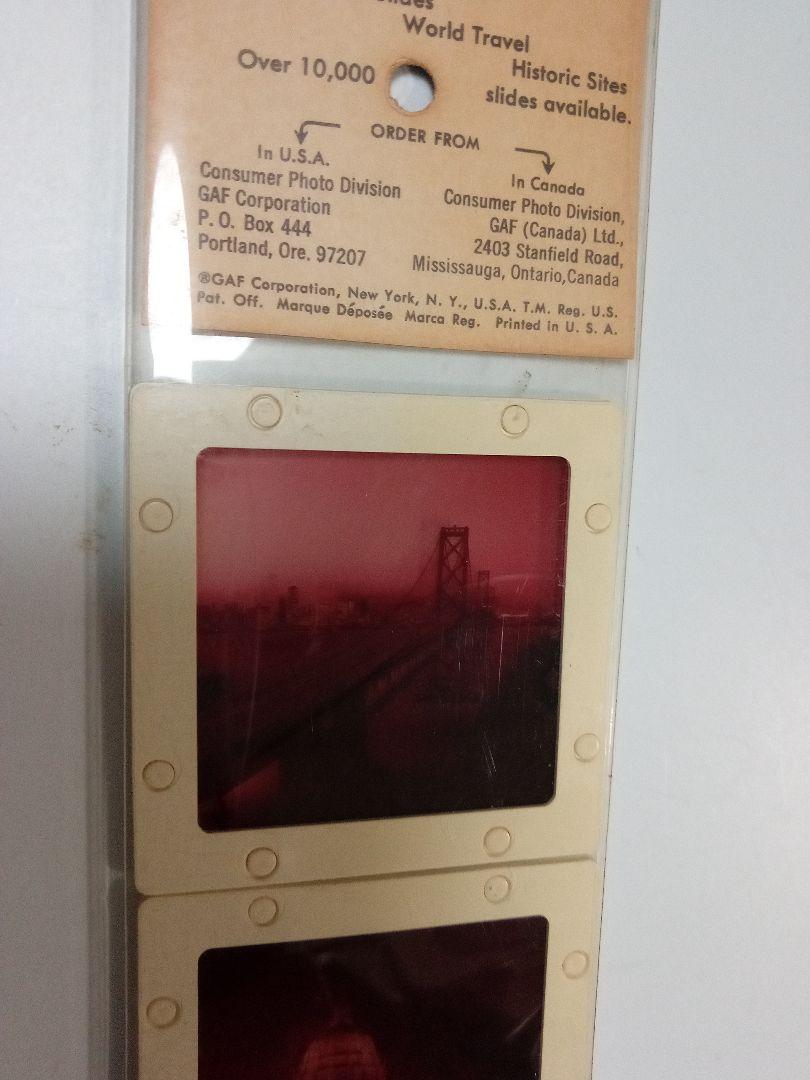 slides
World Travel
Over 10,000
Historic Sites
slides available.
ORDER FROM
In U.S.A.
Consumer Photo Division
GAF Corporation
P. O. Box 444
Portland, Ore. 97207
In Canada
Consumer Photo Division,
GAF (Canada) Ltd.,
2403 Stanfield Road,
Mississauga, Ontario,Canada
®GAF Corporation, New York, N. Y., U.S.A. T.M. Reg. U.S.
Pat. Off. Marque Déposée Marca Reg. Printed in U. S. A.